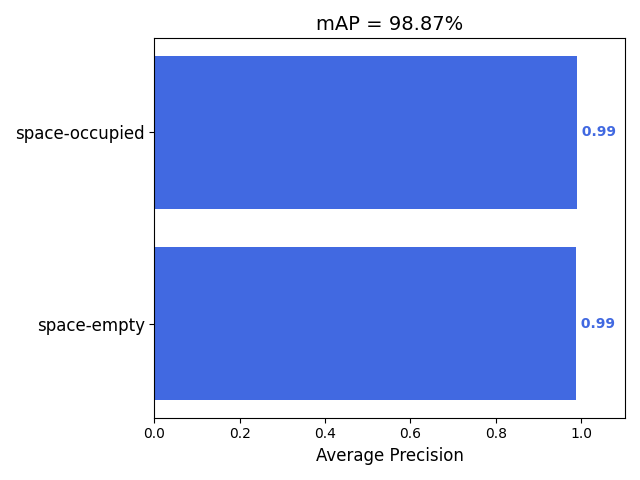 mAP = 98.87%
space-occupied
0.99
space-empty
0.99
0.0 0.2 0.4 0.6 0.8 1.0
Average Precision